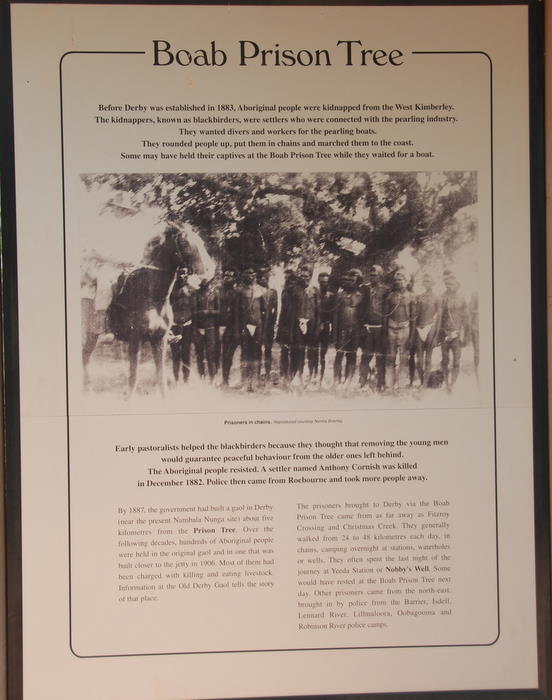 Boab Prison Tree
Before Derby was established in 1883, Aboriginal people were kidnapped from the West Kimberley.
The kidnappers, known as blackbirders, were settlers who were connected with the pearling industry.
They wanted divers and workers for the pearling boats.
They rounded people up, put them in chains and marched them to the coast.
Some may have held their captives at the Boab Prison Tree while they waited for a boat.
Prisoners in chains. Reproduced courtesy Norma
Early pastoralists helped the blackbirders because they thought that removing the young men
would guarantee peaceful behaviour from the older ones left behind.
The Aboriginal people resisted. A settler named Anthony Cornish was killed
in December 1882. Police then came from Roebourne and took more people away.
By 1887, the government had built a gaol in Derby
(near the present Numbala Nunga site) about five
kilometres from the Prison Tree. Over the
following decades, hundreds of Aboriginal people
were held in the original gaol and in one that was
built closer to the jetty in 1906. Most of them had
been charged with killing and eating livestock.
Information at the Old Derby Gaol tells the story
of that place.
The prisoners brought to Derby via the Boab
Prison Tree came from as far away as Fitzroy
Crossing and Christmas Creek. They generally
walked from 24 to 48 kilometres each day, in
chains, camping overnight at stations, waterholes
or wells. They often spent the last night of the
journey at Yeeda Station or Nobby's Well. Some
would have rested at the Boab Prison Tree next
day. Other prisoners came from the north-east,
brought in by police from the Barrier, Isdell,
Lennard River, Lillmaloora, Oobagooma and
Robinson River police camps.